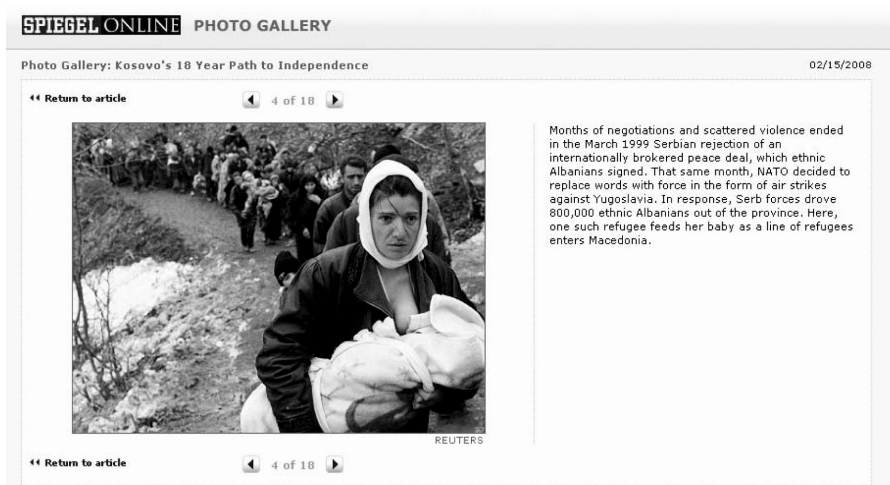 SPIEGEL ONLINE PHOTO GALLERY
Photo Gallery: Kosovo's 18 Year Path to Independence
02/15/2008
Return to article
4 of 18
Months of negotiations and scattered violence ended
in the March 1999 Serbian rejection of an
internationally brokered peace deal, which ethnic
Albanians signed. That same month, NATO decided to
replace words with force in the form of air strikes
against Yugoslavia. In response, Serb forces drove
800,000 ethnic Albanians out of the province. Here,
one such refugee feeds her baby as a line of refugees
enters Macedonia.
REUTERS
Return to article
4 of 18